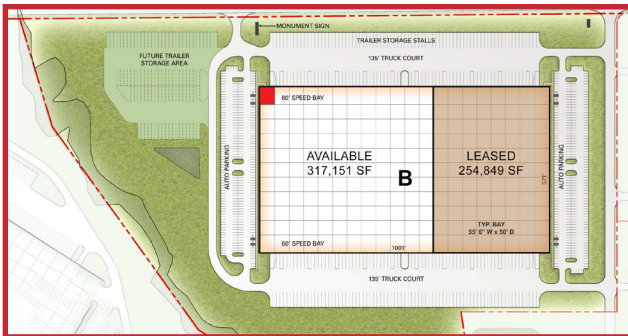 MONUMENT SIGN
TRAILER STORAGE STALLS
FUTURE TRAILER
STORAGE AREA
135' TRUCK COURT
60' SPEED BAY
AUTO PARKING
AVAILABLE
317,151 SF
B
LEASED
254,849 SF
571'
AUTO PARKING
TYP. BAY
55' 6" W x 50' D
60' SPEED BAY
1001'
135' TRUCK COURT